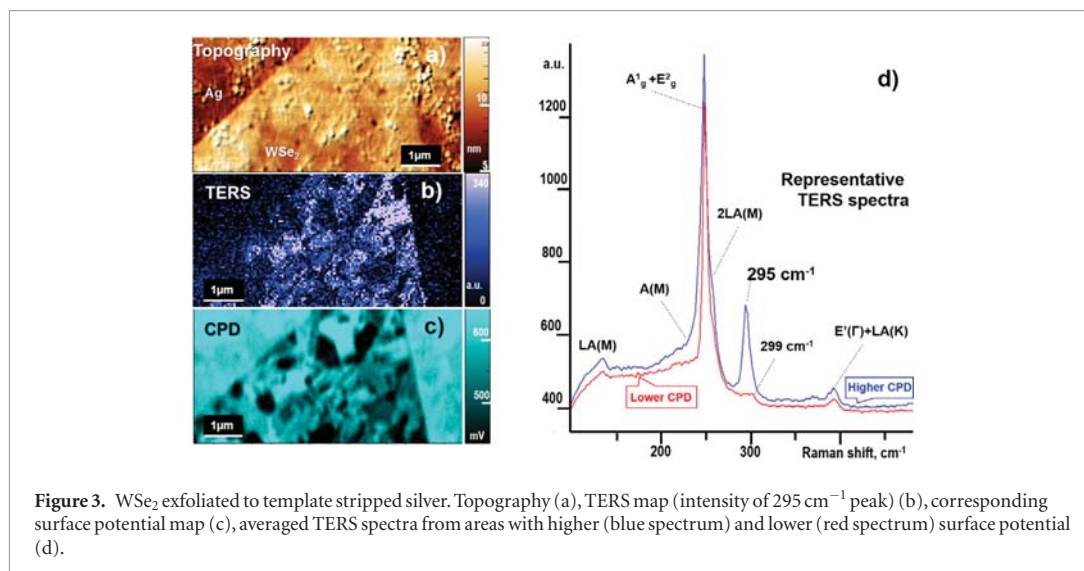 Topography
a)
Ag
WSe₂
1μm
10
nm
5
TERS
b)
340
a.u.
0
1μm
CPD
c)
600
500
mV
1μm
a.u.
d)
A¹g +E²g
1200
1000
Representative
TERS spectra
2LA(M)
800
295 cm⁻¹
A(M)
600
LA(M)
299 cm⁻¹
E'(Γ)+LA(K)
Lower CPD
Higher CPD
400
200
300
Raman shift, cm⁻¹
Figure 3. WSe₂ exfoliated to template stripped silver. Topography (a), TERS map (intensity of 295 cm⁻¹ peak) (b), corresponding
surface potential map (c), averaged TERS spectra from areas with higher (blue spectrum) and lower (red spectrum) surface potential
(d).